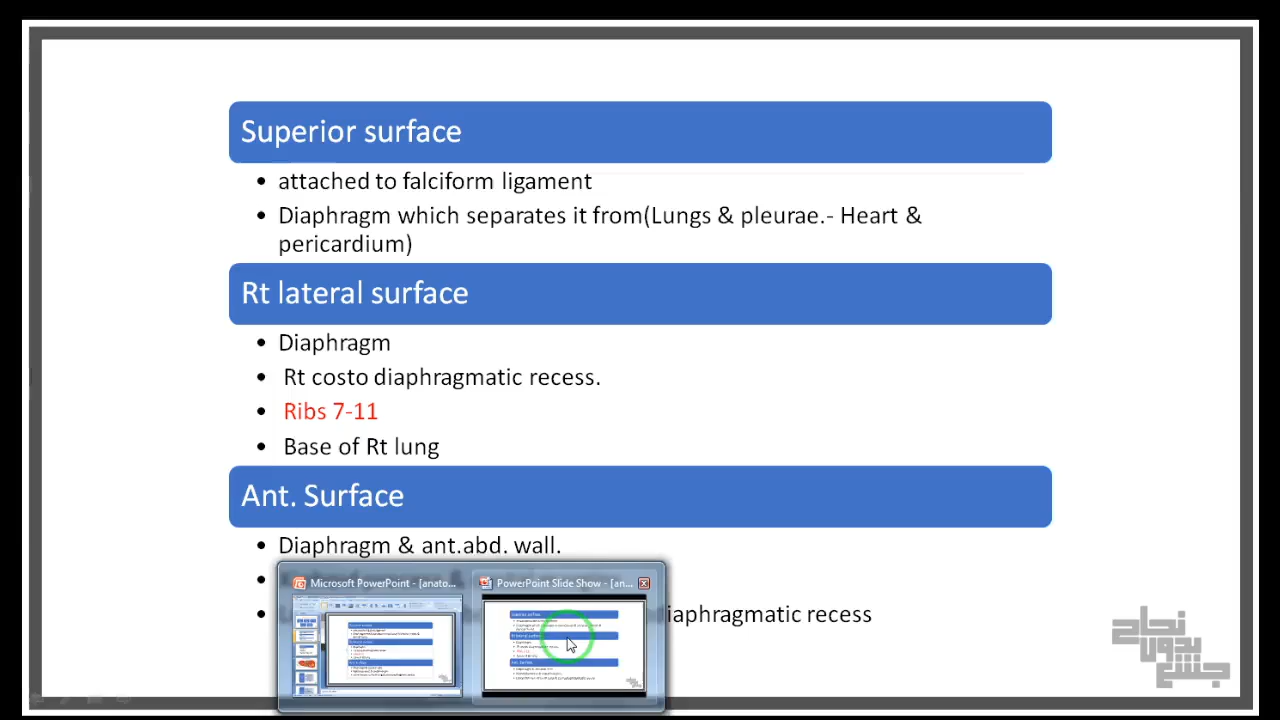 Superior surface
• attached to falciform ligament
• Diaphragm which separates it from(Lungs & pleurae.- Heart &
pericardium)
Rt lateral surface
• Diaphragm
• Rt costo diaphragmatic recess.
• Ribs 7-11
• Base of Rt lung
Ant. Surface
• Diaphragm & ant.abd. wall.
iaphragmatic recess
Microsoft PowerPoint - [anato...
PowerPoint Slide Show - [an...
نجاح
بدون